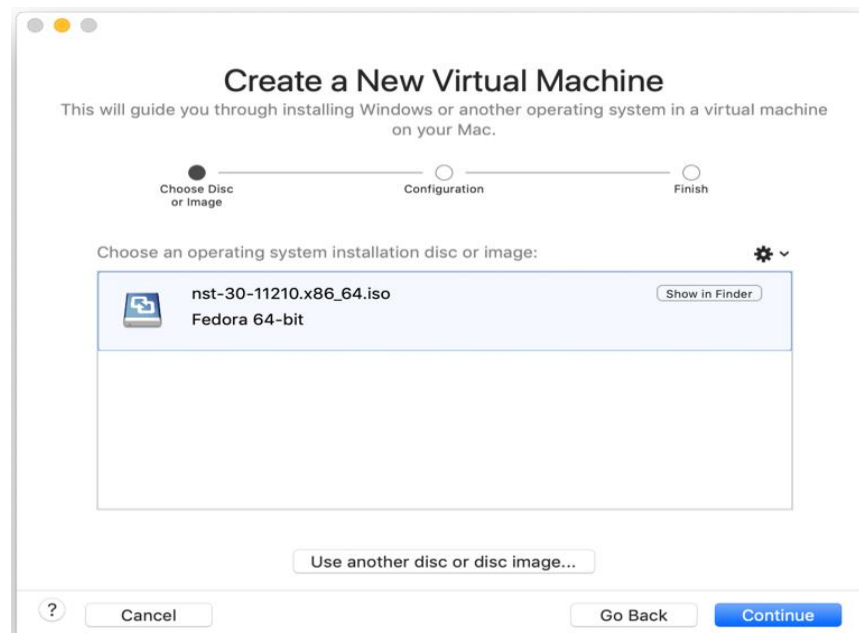 Create a New Virtual Machine
This will guide you through installing Windows or another operating system in a virtual machine
on your Mac.
Choose Disc
or Image
Configuration
Finish
Choose an operating system installation disc or image:
nst-30-11210.x86_64.iso
Show in Finder
Fedora 64-bit
Use another disc or disc image...
?
Cancel
Go Back
Continue